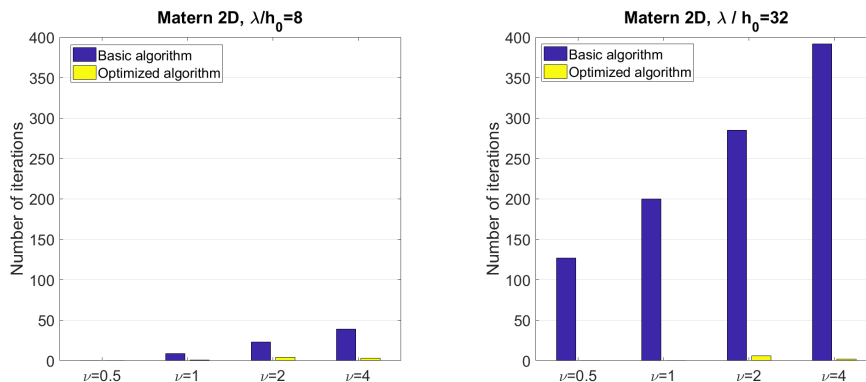 Matern 2D, λ/h0=8
Basic algorithm
Optimized algorithm
Number of iterations
400
350
300
250
200
150
100
50
0
ν=0.5 ν=1 ν=2 ν=4
Matern 2D, λ / h0=32
Basic algorithm
Optimized algorithm
Number of iterations
400
350
300
250
200
150
100
50
0
ν=0.5 ν=1 ν=2 ν=4